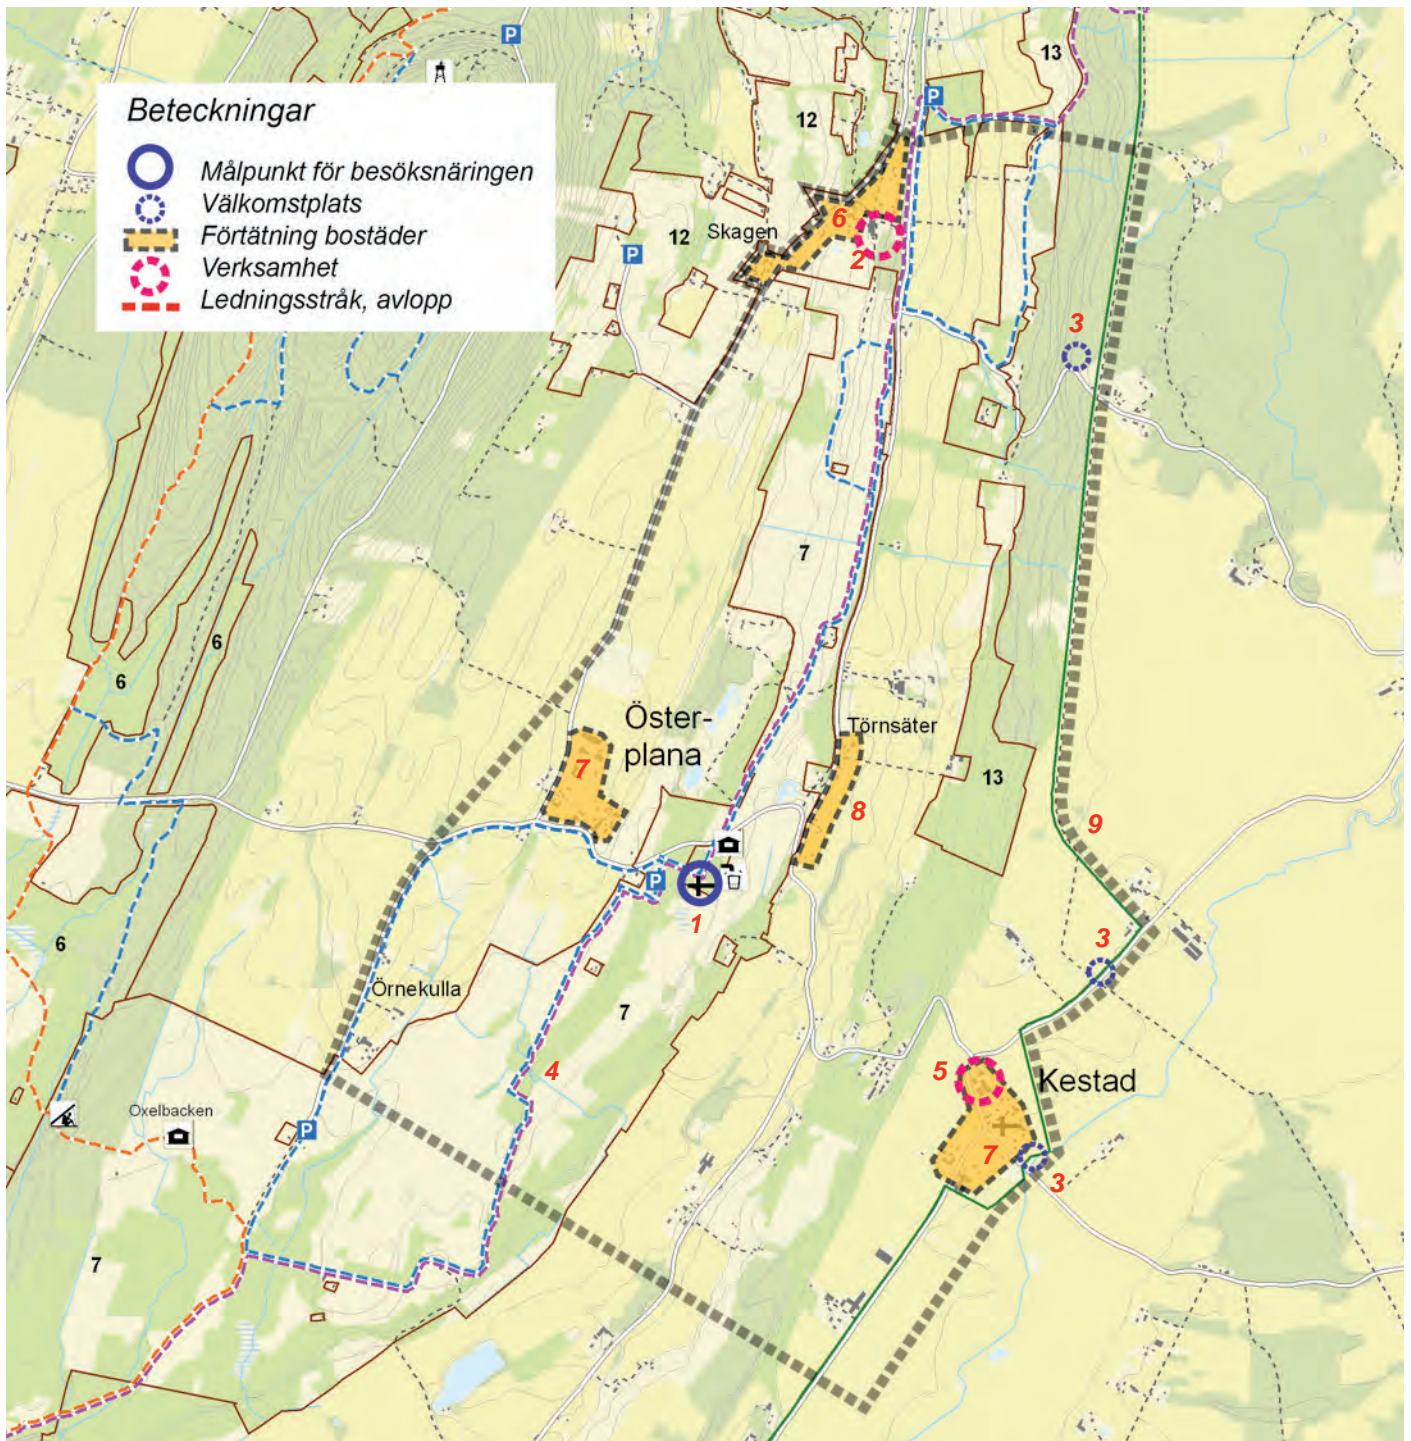 P
13
Beteckningar
12
P
Målpunkt för besöksnäringen
Välkomstplats
6
Förtätning bostäder
12
Skagen
P
2
Verksamhet
Ledningsstråk, avlopp
3
7
6
6
Öster-
plana
Törnsäter
7
13
8
9
P
1
6
3
Örnekulla
7
4
5
Kestad
Oxelbacken
P
7
3
7